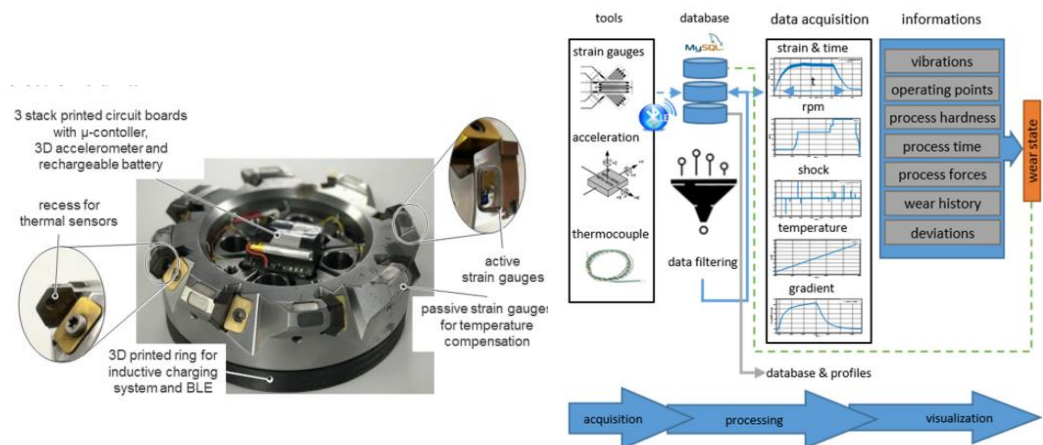 3 stack printed circuit boards
with μ-contoller,
3D accelerometer and
rechargeable battery
recess for
thermal sensors
active
strain gauges
passive strain gauges
for temperature
compensation
3D printed ring for
inductive charging
system and BLE
tools
database
data acquisition
informations
MySQL
strain gauges
acceleration
thermocouple
LE
data filtering
strain & time
t
rpm
shock
temperature
gradient
vibrations
operating points
process hardness
process time
process forces
wear history
deviations
wear state
database & profiles
acquisition
processing
visualization